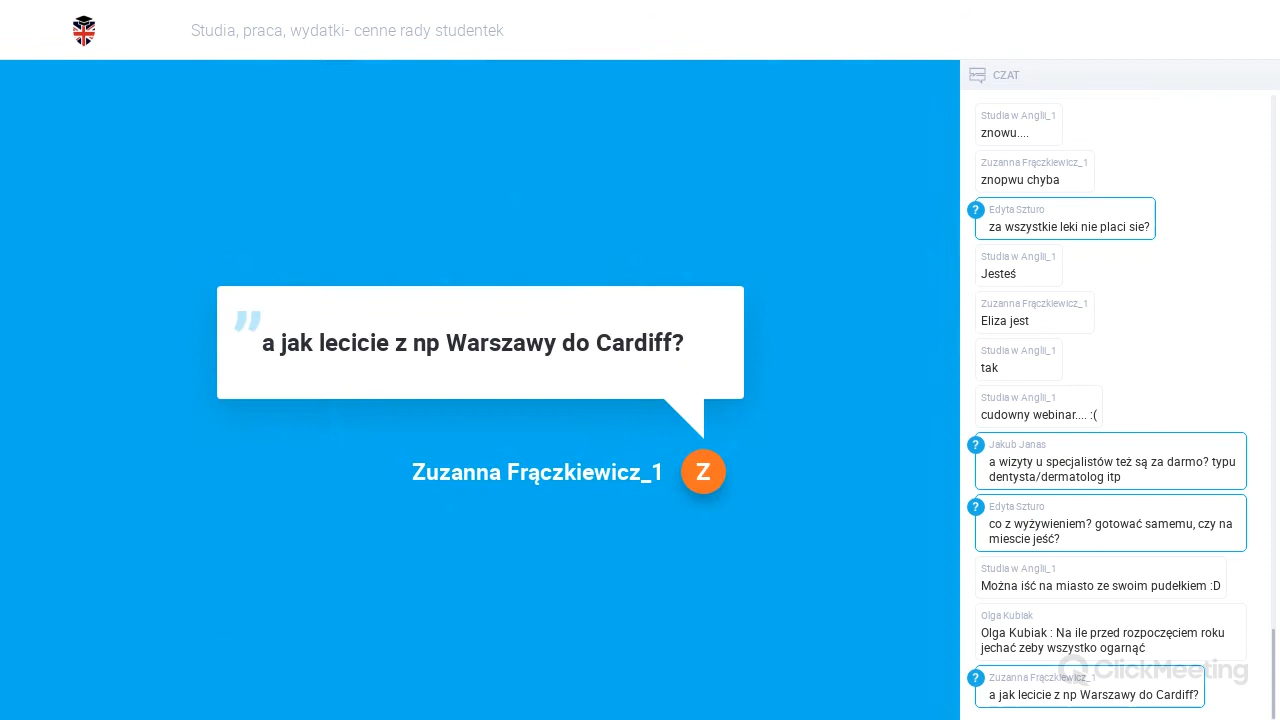 Studia, praca, wydatki- cenne rady studentek
”
a jak lecicie z np Warszawy do Cardiff?
Zuzanna Frączkiewicz_1
Z
CZAT
Studia w Anglii_1
znowu....
Zuzanna Frączkiewicz_1
znopwu chyba
?
Edyta Szturo
za wszystkie leki nie placi sie?
Studia w Anglii_1
Jesteś
Zuzanna Frączkiewicz_1
Eliza jest
Studia w Anglii_1
tak
Studia w Anglii_1
cudowny webinar.... :(
?
Jakub Janas
a wizyty u specjalistów też są za darmo? typu
dentysta/dermatolog itp
?
Edyta Szturo
co z wyżywieniem? gotować samemu, czy na
miescie jeść?
Studia w Anglii_1
Można iść na miasto ze swoim pudełkiem :D
Olga Kubiak
Olga Kubiak : Na ile przed rozpoczęciem roku
jechać zeby wszystko ogarnąć
ClickMeeting
?
Zuzanna Frączkiewicz_1
a jak lecicie z np Warszawy do Cardiff?